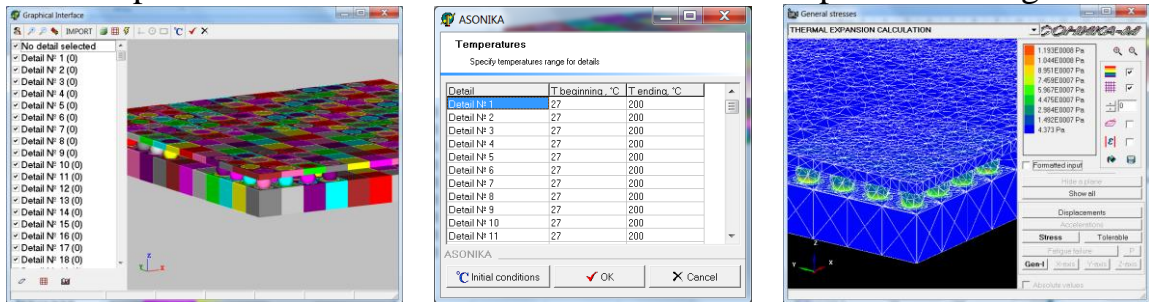 Graphical Interface
IMPORT
°C
No detail selected
Detail № 1 (0)
Detail № 2 (0)
Detail № 3 (0)
Detail № 4 (0)
Detail № 5 (0)
Detail № 6 (0)
Detail № 7 (0)
Detail № 8 (0)
Detail № 9 (0)
Detail № 10 (0)
Detail № 11 (0)
Detail № 12 (0)
Detail № 13 (0)
Detail № 14 (0)
Detail № 15 (0)
Detail № 16 (0)
Detail № 17 (0)
Detail № 18 (0)
z
x
ASONIKA
Temperatures
Specify temperatures range for details
Detail T beginning , °C T ending, °C
Detail № 1 27 200
Detail № 2 27 200
Detail № 3 27 200
Detail № 4 27 200
Detail № 5 27 200
Detail № 6 27 200
Detail № 7 27 200
Detail № 8 27 200
Detail № 9 27 200
Detail № 10 27 200
Detail № 11 27 200
ASONIKA
°C Initial conditions OK Cancel
General stresses
THERMAL EXPANSION CALCULATION
1.193E0008 Pa
1.044E0008 Pa
8.951E0007 Pa
7.459E0007 Pa
5.967E0007 Pa
4.475E0007 Pa
2.984E0007 Pa
1.492E0007 Pa
4.373 Pa
0
Formatted input
Hide a plane
Show all
Displacements
Accelerations
Stress Tolerable
Fatigue failure P
Gen-l X-axis Y-axis Z-axis
Absolute values
z
Y x